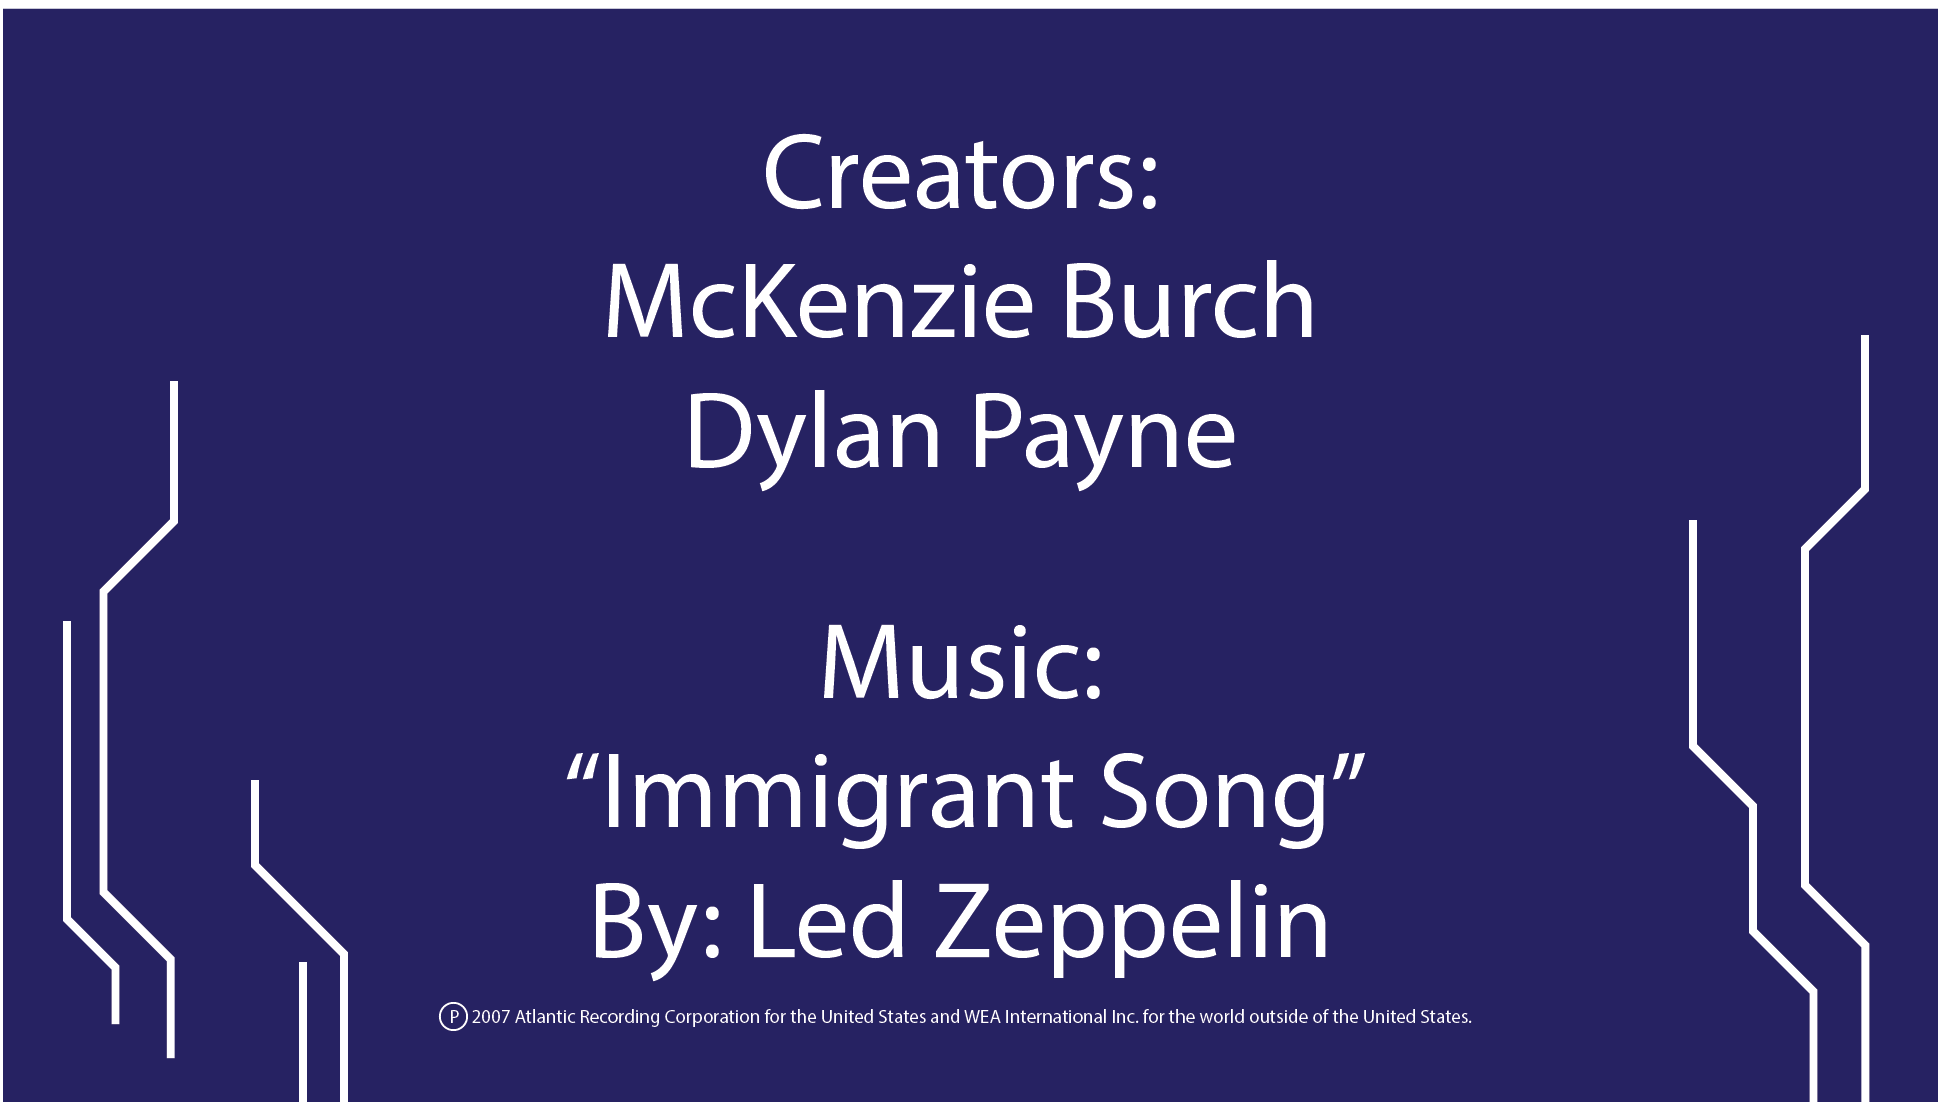 Creators:
McKenzie Burch
Dylan Payne
Music:
“Immigrant Song”
By: Led Zeppelin
Ⓟ 2007 Atlantic Recording Corporation for the United States and WEA International Inc. for the world outside of the United States.